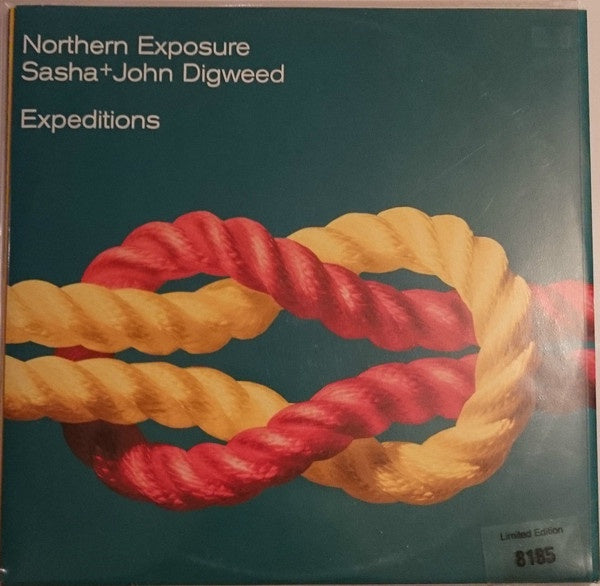 Northern Exposure
Sasha+John Digweed
Expeditions
Limited Edition
8185